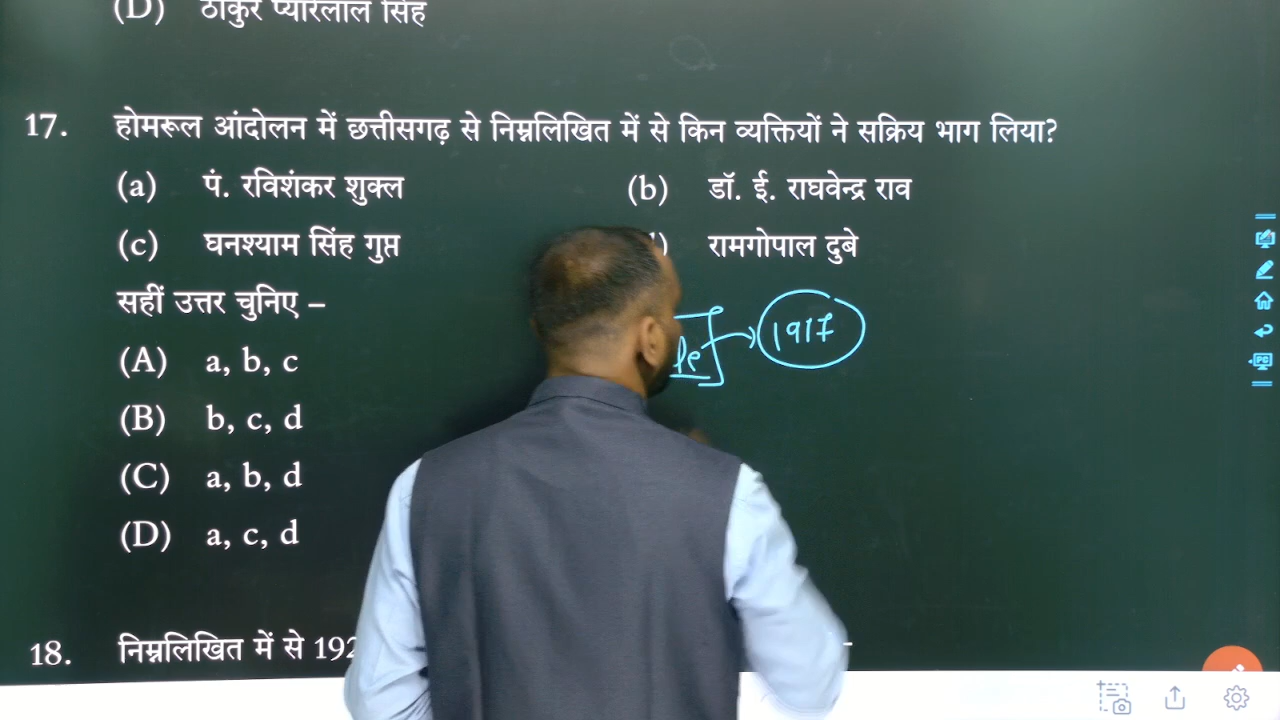 (D) ठाकुर प्यारेलाल सिंह
17. होमरूल आंदोलन में छत्तीसगढ़ से निम्नलिखित में से किन व्यक्तियों ने सक्रिय भाग लिया?
(a) पं. रविशंकर शुक्ल (b) डॉ. ई. राघवेन्द्र राव
(c) घनश्याम सिंह गुप्त रामगोपाल दुबे
सहीं उत्तर चुनिए –
1917
(A) a, b, c
(B) b, c, d
(C) a, b, d
(D) a, c, d
18. निम्नलिखित में से 192